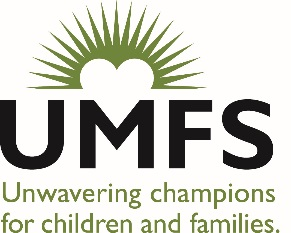 UMFS
Unwavering champions
for children and families.